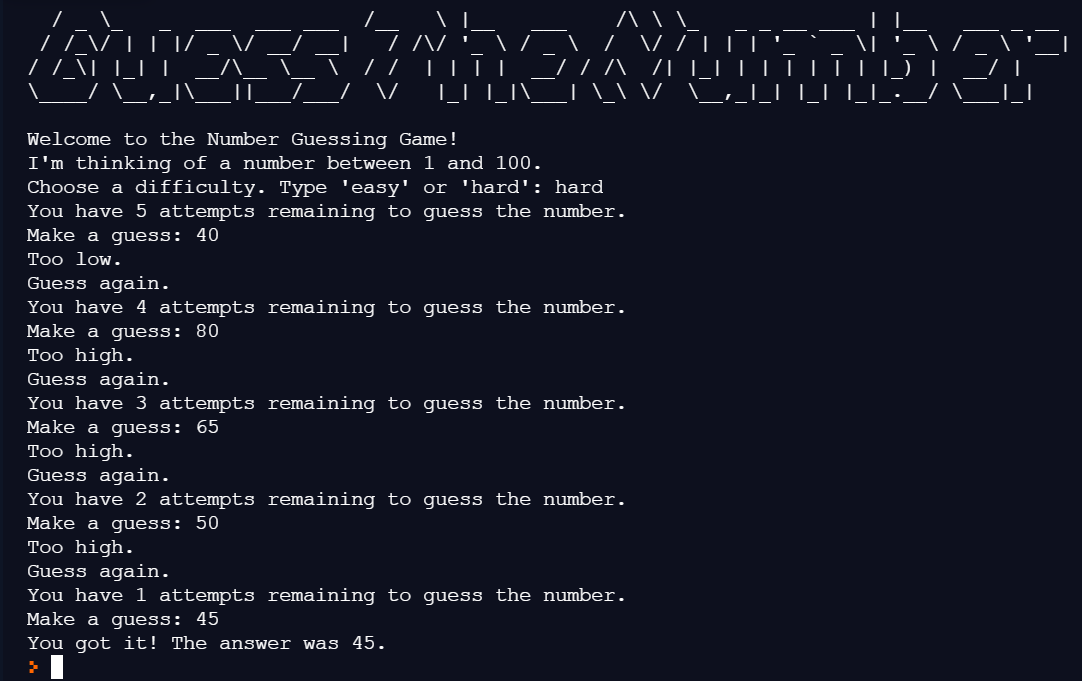 / _ \_   _  ___  ___ ___  /__   \ |__   ___    /\ \ \_   _ _ __ ___ | |__   ___ _ __
 / /_\/ | | |/ _ \/ __/ __|   / /\/ '_ \ / _ \  /  \/ / | | | '_ ` _ \| '_ \ / _ \ '__|
/ /_\| |_| |  __/\__ \__ \  / /  | | | |  __/ / /\  /| |_| | | | | | | |_) |  __/ |
\____/ \__,_|\___||___/___/  \/   |_| |_|\___| \_\ \/  \__,_|_| |_| |_|_.__/ \___|_|
Welcome to the Number Guessing Game!
I'm thinking of a number between 1 and 100.
Choose a difficulty. Type 'easy' or 'hard': hard
You have 5 attempts remaining to guess the number.
Make a guess: 40
Too low.
Guess again.
You have 4 attempts remaining to guess the number.
Make a guess: 80
Too high.
Guess again.
You have 3 attempts remaining to guess the number.
Make a guess: 65
Too high.
Guess again.
You have 2 attempts remaining to guess the number.
Make a guess: 50
Too high.
Guess again.
You have 1 attempts remaining to guess the number.
Make a guess: 45
You got it! The answer was 45.
>